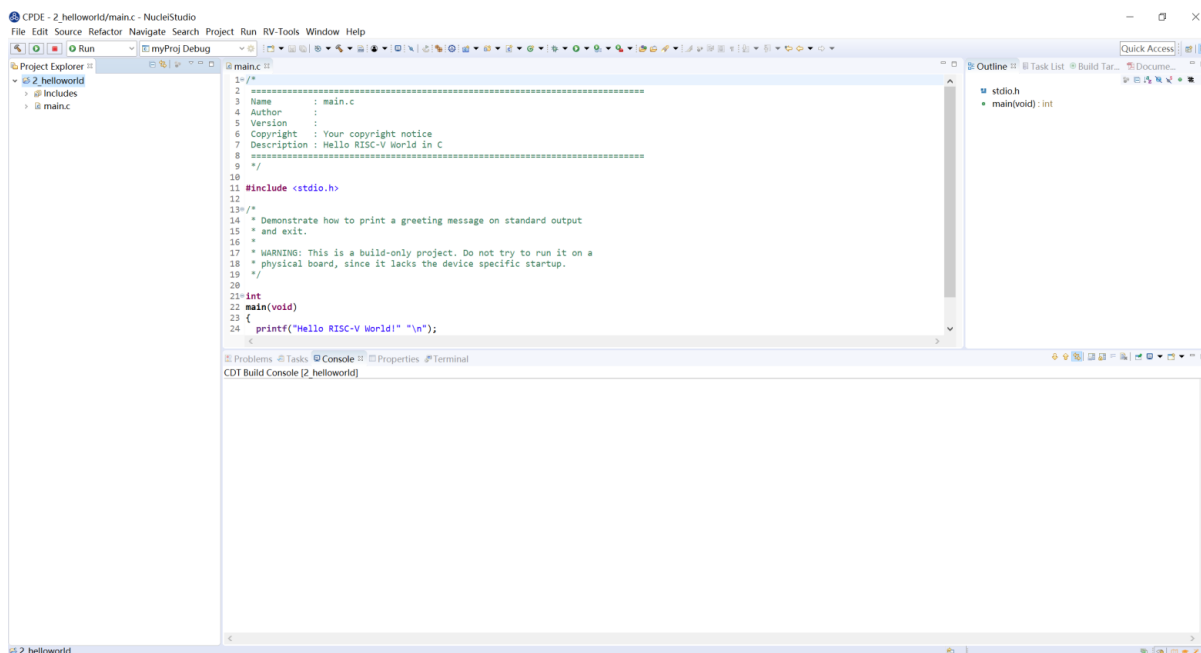 CPDE - 2_helloworld/main.c - NucleiStudio
File Edit Source Refactor Navigate Search Project Run RV-Tools Window Help
Run myProj Debug Quick Access
Project Explorer
2_helloworld
Includes
main.c
main.c
1 /*
2 ==========================================================================
3 Name : main.c
4 Author :
5 Version :
6 Copyright : Your copyright notice
7 Description : Hello RISC-V World in C
8 ==========================================================================
9 */
10
11 #include <stdio.h>
12
13 /*
14 * Demonstrate how to print a greeting message on standard output
15 * and exit.
16 *
17 * WARNING: This is a build-only project. Do not try to run it on a
18 * physical board, since it lacks the device specific startup.
19 */
20
21 int
22 main(void)
23 {
24 printf("Hello RISC-V World!" "\n");
Outline Task List Build Tar... Docume...
stdio.h
main(void) : int
Problems Tasks Console Properties Terminal
CDT Build Console [2_helloworld]
2_helloworld